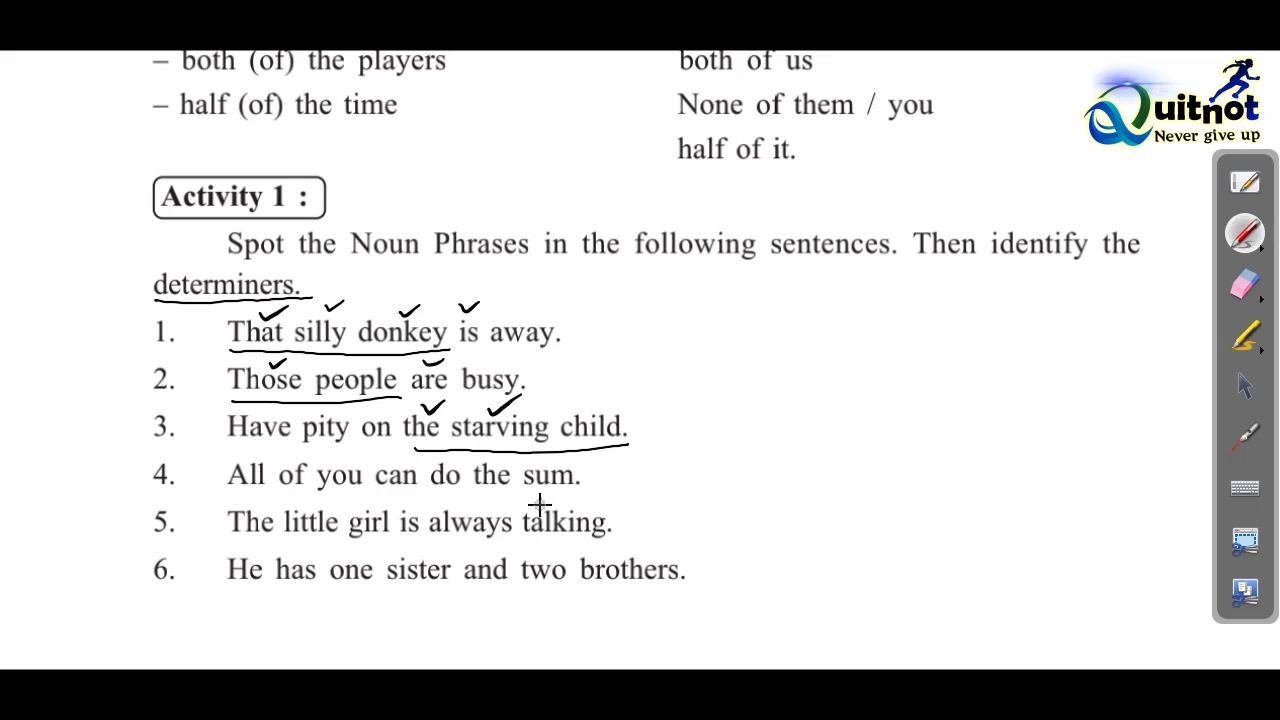 – both (of) the players both of us
– half (of) the time None of them / you
half of it.
Quitnot
Never give up
Activity 1 :
Spot the Noun Phrases in the following sentences. Then identify the
determiners.
1. That silly donkey is away.
2. Those people are busy.
3. Have pity on the starving child.
4. All of you can do the sum.
5. The little girl is always talking.
6. He has one sister and two brothers.